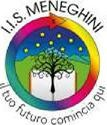 I.I.S. MENEGHINI
il tuo futuro comincia qui